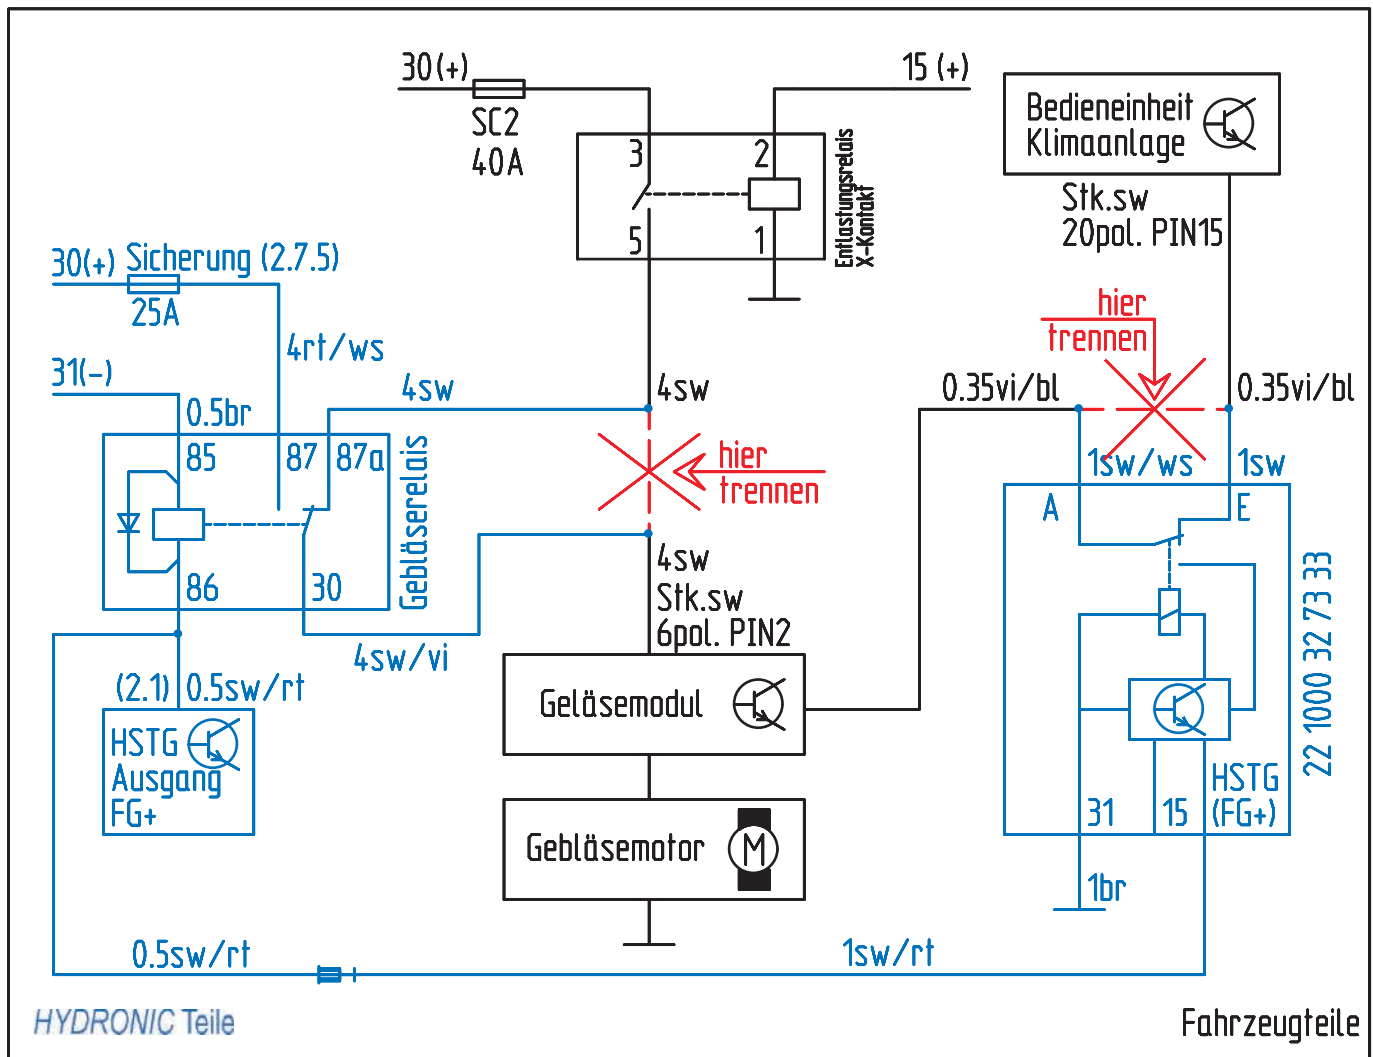 30(+)
SC2
40A
15 (+)
3
2
5
1
Entlastungsrelais
X-Kontakt
Bedieneinheit
Klimaanlage
Stk.sw
20pol. PIN15
30(+) Sicherung (2.7.5)
25A
4rt/ws
31(-)
0.5br
4sw
4sw
hier
trennen
0.35vi/bl
0.35vi/bl
85
87
87a
86
30
Gebläserelais
hier
trennen
1sw/ws
1sw
A
E
4sw
Stk.sw
6pol. PIN2
4sw/vi
(2.1)
0.5sw/rt
HSTG
Ausgang
FG+
Geläsemodul
Gebläsemotor
M
22 1000 32 73 33
31
15
HSTG
(FG+)
1br
0.5sw/rt
1sw/rt
HYDRONIC Teile
Fahrzeugteile